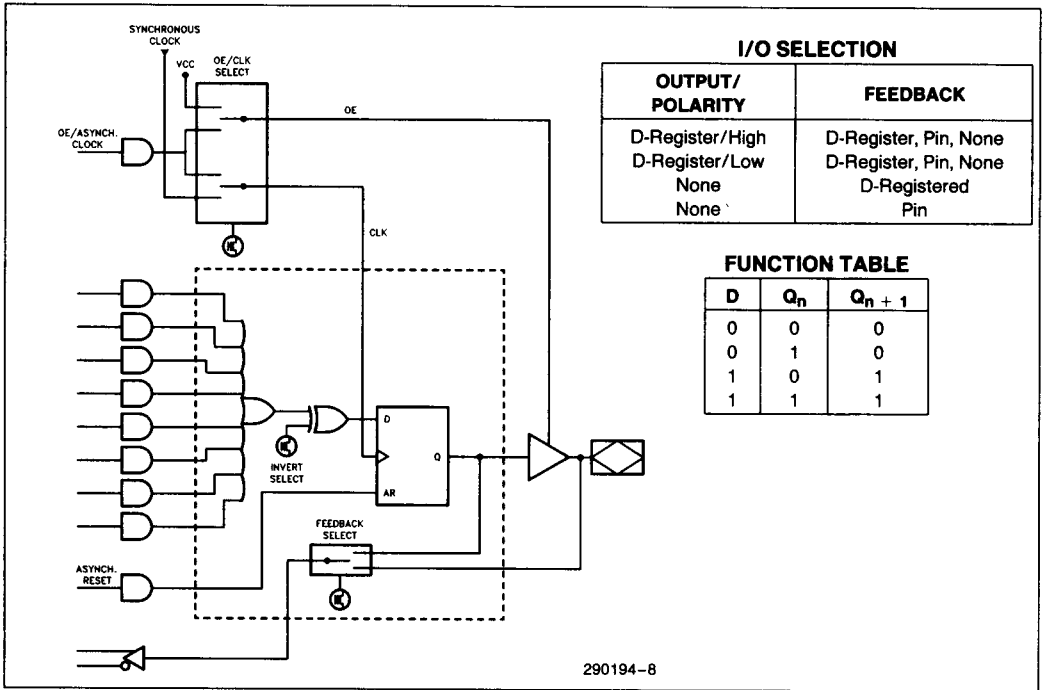 SYNCHRONOUS
CLOCK
VCC
OE/CLK
SELECT
OE
OE/ASYNCH.
CLOCK
CLK
D
Q
AR
INVERT
SELECT
FEEDBACK
SELECT
ASYNCH.
RESET
I/O SELECTION
OUTPUT/
POLARITY
FEEDBACK
D-Register/High
D-Register, Pin, None
D-Register/Low
D-Register, Pin, None
None
D-Registered
None
Pin
FUNCTION TABLE
D Qn Qn + 1
0 0 0
0 1 0
1 0 1
1 1 1
290194-8